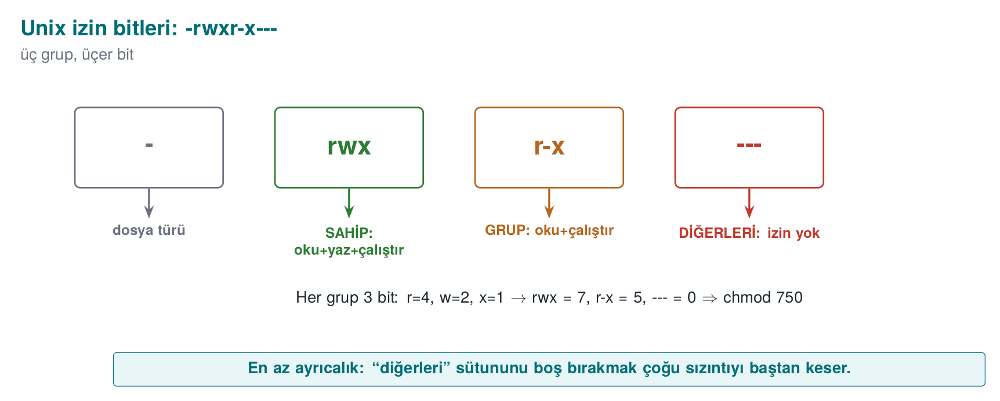 Unix izin bitleri: -rwxr-x---
üç grup, üçer bit
-
rwx
r-x
---
dosya türü
SAHİP:
oku+yaz+çalıştır
GRUP: oku+çalıştır
DİĞERLERİ: izin yok
Her grup 3 bit: r=4, w=2, x=1 → rwx = 7, r-x = 5, --- = 0 ⇒ chmod 750
En az ayrıcalık: “diğerleri” sütununu boş bırakmak çoğu sızıntıyı baştan keser.